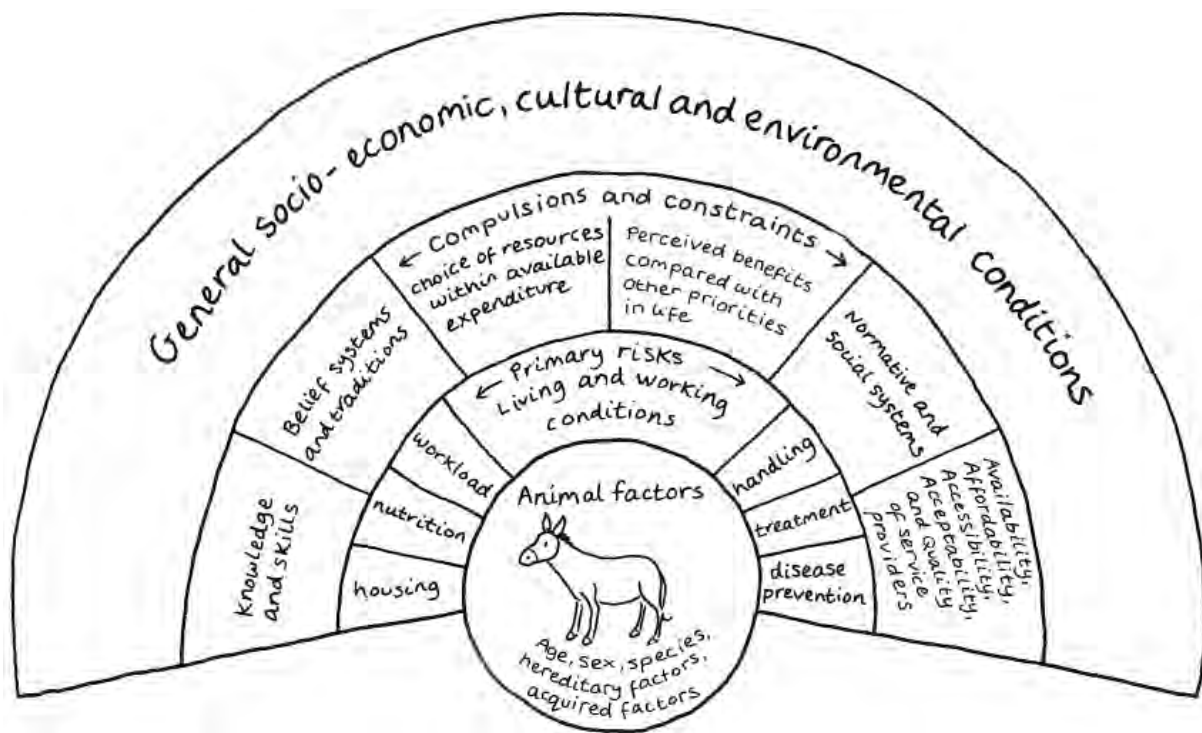 General socio-economic, cultural and environmental conditions
Compulsions and constraints
Knowledge
and skills
Belief systems
and traditions
choice of resources
within available
expenditure
Perceived benefits
compared with
other priorities
in life
Normative and
social systems
Availability,
Affordability,
Accessibility,
Acceptability,
and Quality
of service
providers
Primary risks
Living and working
conditions
housing
nutrition
workload
handling
treatment
disease
prevention
Animal factors
Age, sex, species,
hereditary factors,
acquired factors